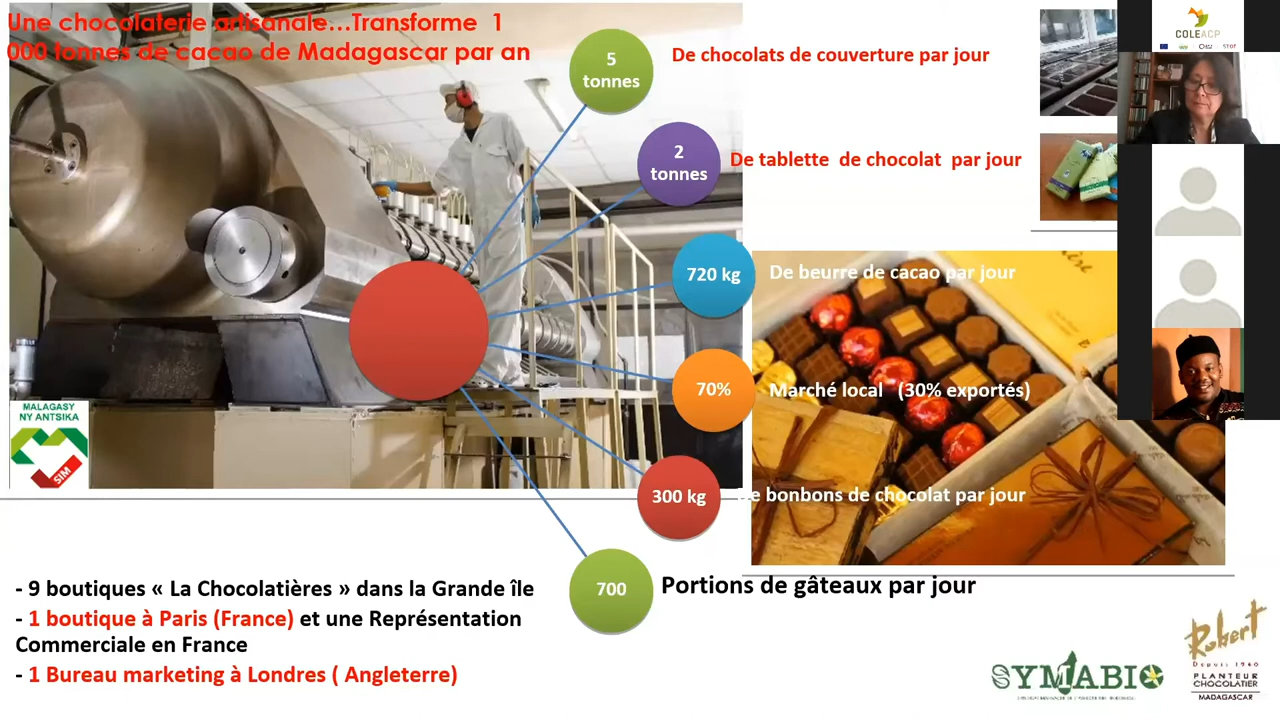 Une chocolaterie artisanale...Transforme 1
000 tonnes de cacao de Madagascar par an
5
tonnes
De chocolats de couverture par jour
2
tonnes
De tablette de chocolat par jour
720 kg
De beurre de cacao par jour
70%
Marché local (30% exportés)
300 kg
De bonbons de chocolat par jour
700
Portions de gâteaux par jour
MALAGASY
NY ANTSIKA
SIM
- 9 boutiques « La Chocolatières » dans la Grande île
- 1 boutique à Paris (France) et une Représentation
Commerciale en France
- 1 Bureau marketing à Londres ( Angleterre)
COLEACP
SYMABIO
Robert
Depuis 1940
PLANTEUR
CHOCOLATIER
MADAGASCAR